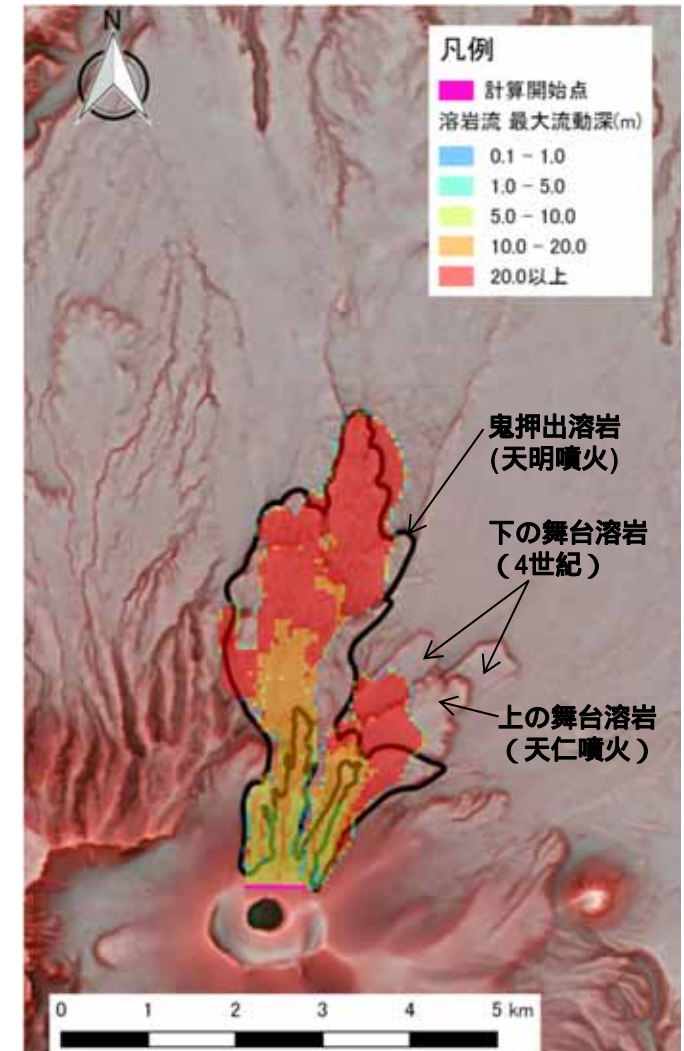 N
凡例
計算開始点
溶岩流 最大流動深(m)
0.1 - 1.0
1.0 - 5.0
5.0 - 10.0
10.0 - 20.0
20.0以上
鬼押出溶岩
(天明噴火)
下の舞台溶岩
（4世紀）
上の舞台溶岩
（天仁噴火）
0 1 2 3 4 5 km